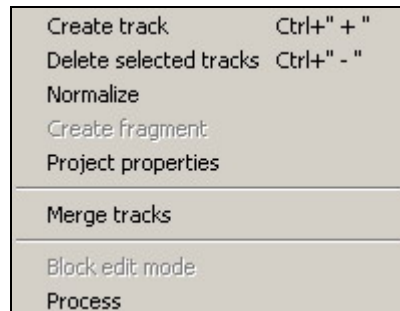 Create track Ctrl+" + "
Delete selected tracks Ctrl+" - "
Normalize
Create fragment
Project properties
Merge tracks
Block edit mode
Process